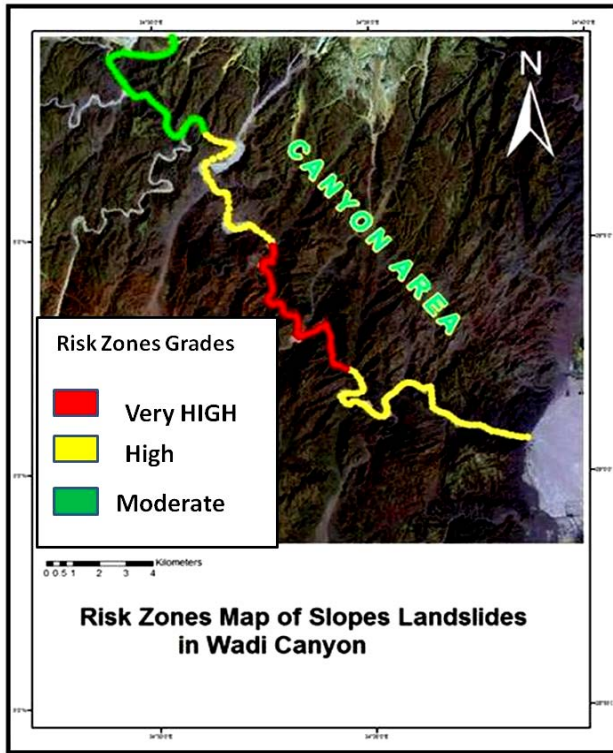 N
CANYON AREA
Risk Zones Grades
Very HIGH
High
Moderate
Kilometers
0 0.5 1 2 3 4
Risk Zones Map of Slopes Landslides
in Wadi Canyon